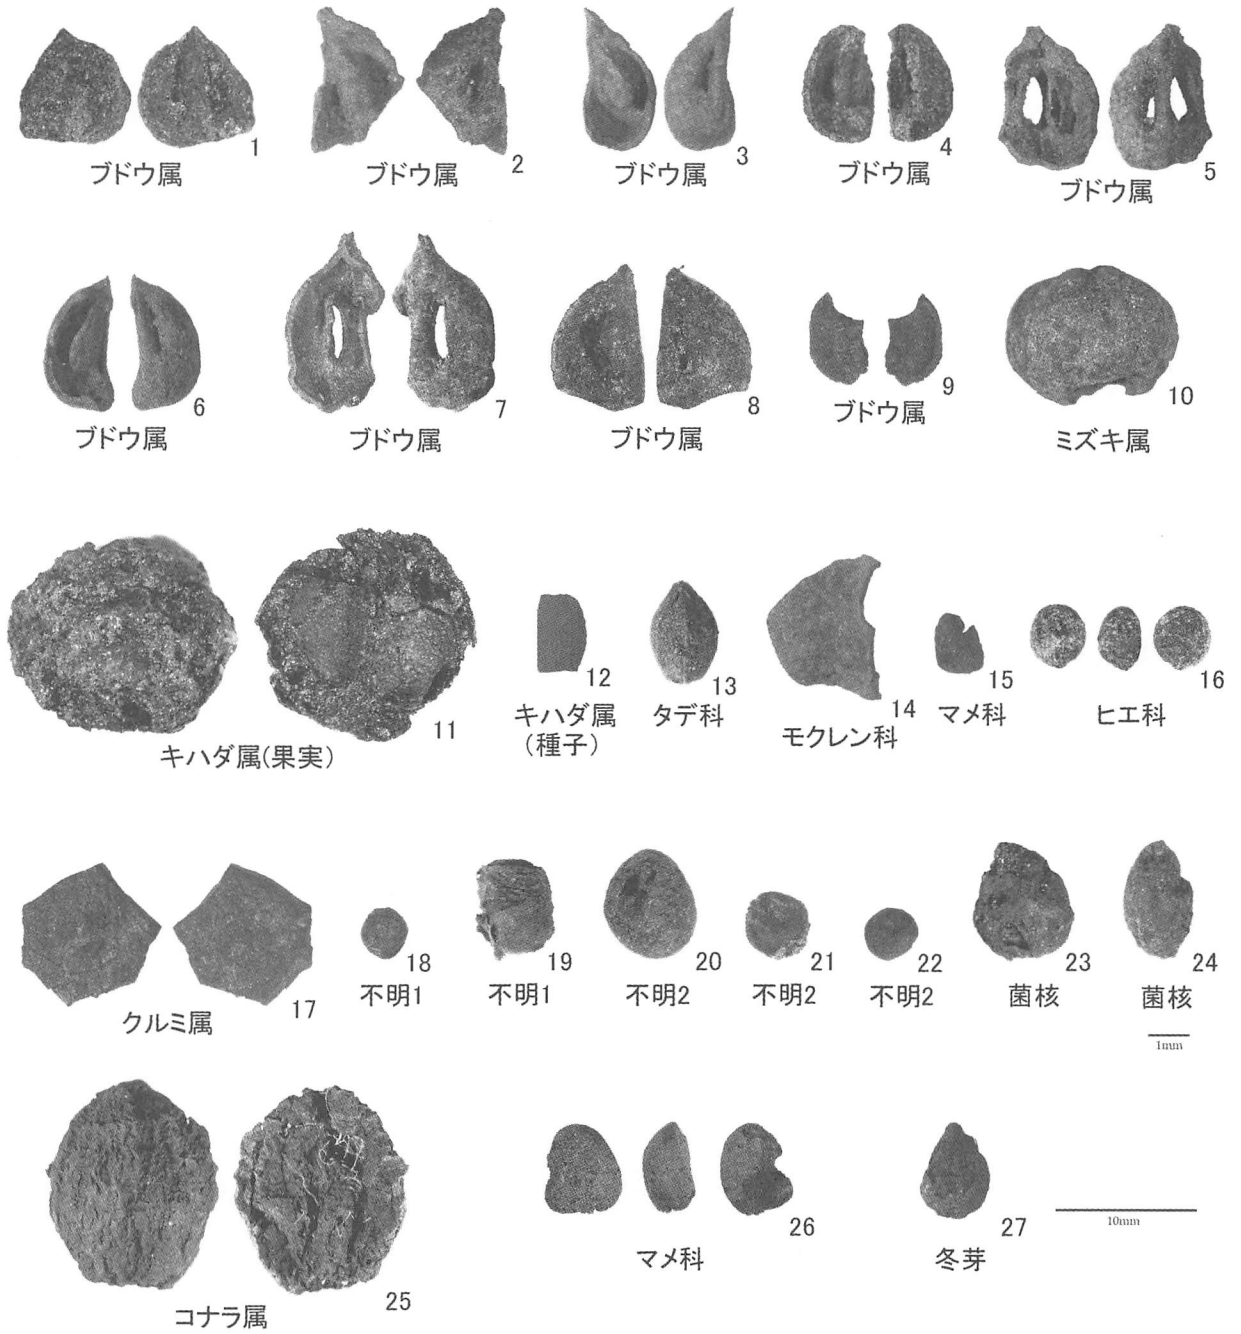 1
ブドウ属
2
ブドウ属
3
ブドウ属
4
ブドウ属
5
ブドウ属
6
ブドウ属
7
ブドウ属
8
ブドウ属
9
ブドウ属
10
ミズキ属
11
キハダ属(果実)
12
キハダ属
(種子)
13
タデ科
14
モクレン科
15
マメ科
16
ヒエ科
17
クルミ属
18
不明1
19
不明1
20
不明2
21
不明2
22
不明2
23
菌核
24
菌核
1mm
25
コナラ属
26
マメ科
27
冬芽
10mm